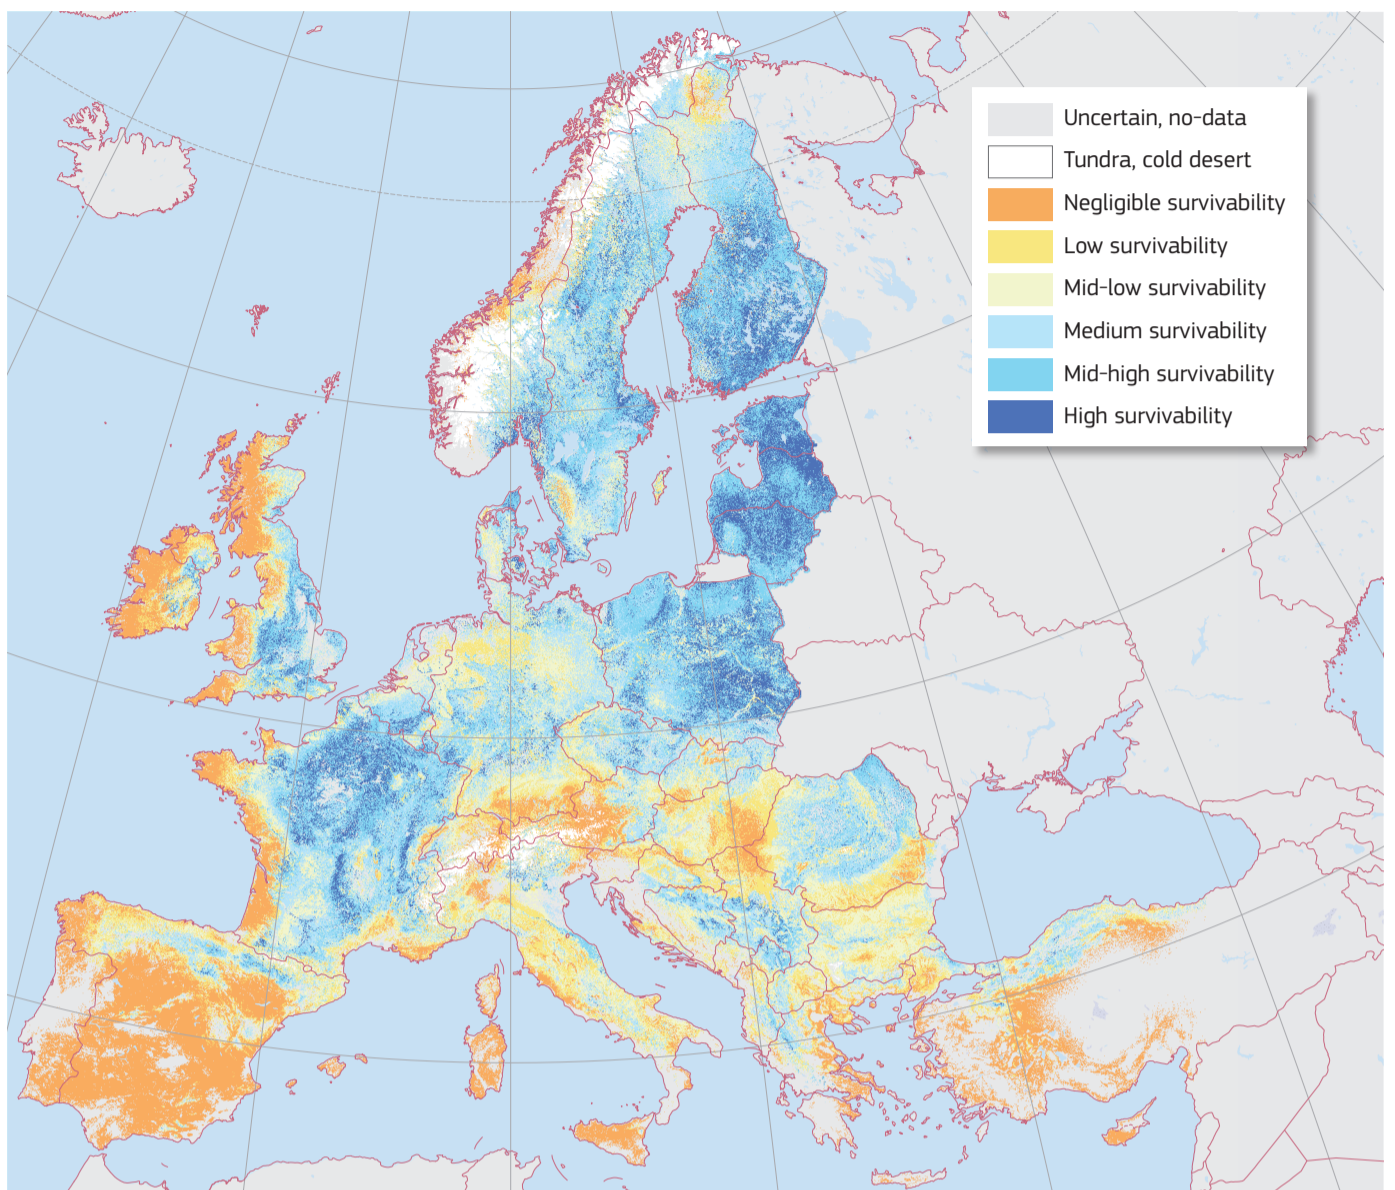 Uncertain, no-data
Tundra, cold desert
Negligible survivability
Low survivability
Mid-low survivability
Medium survivability
Mid-high survivability
High survivability